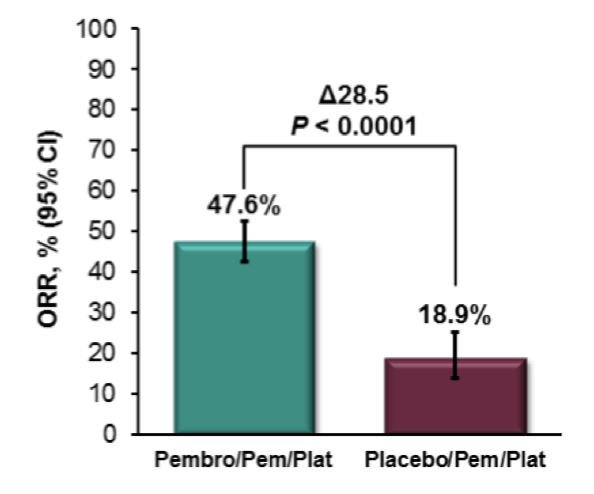 100
90
80
70
60
50
40
30
20
10
0
ORR, % (95% CI)
Δ28.5
P < 0.0001
47.6%
18.9%
Pembro/Pem/Plat
Placebo/Pem/Plat